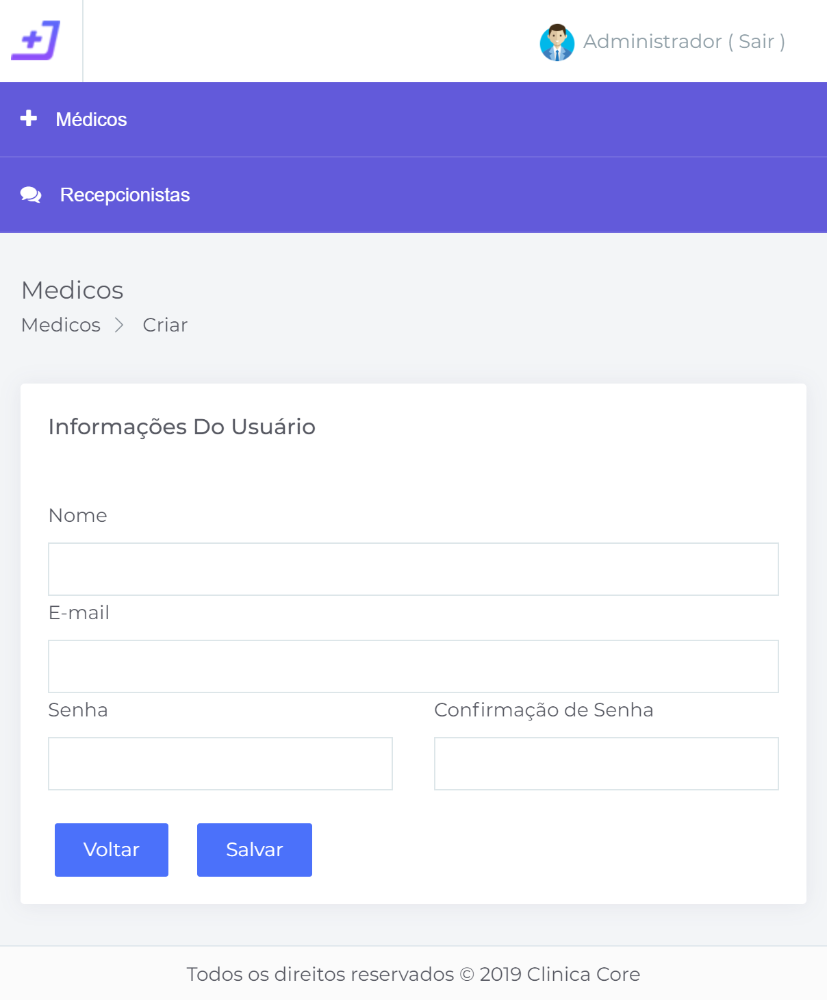 Administrador ( Sair )
Médicos
Recepcionistas
Medicos
Medicos > Criar
Informações Do Usuário
Nome
E-mail
Senha Confirmação de Senha
Voltar Salvar
Todos os direitos reservados © 2019 Clinica Core